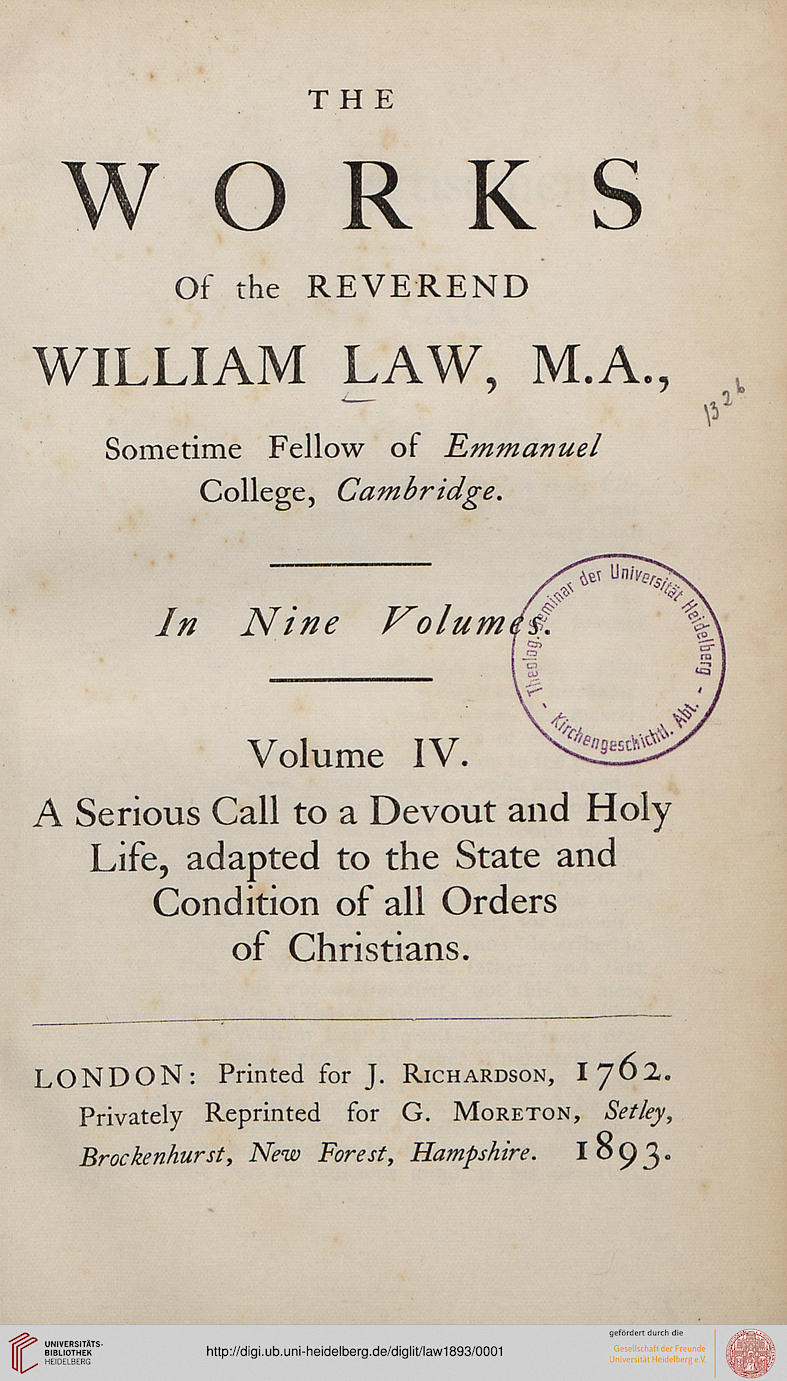 THE
WORKS
Of the REVEREND
WILLIAM LAW, M.A.,
1326
Sometime Fellow of Emmanuel
College, Cambridge.
In Nine Volumes.
Theolog. Seminar der Universität Heidelberg
- Kirchengeschichtl. Abt. -
Volume IV.
A Serious Call to a Devout and Holy
Life, adapted to the State and
Condition of all Orders
of Christians.
LONDON: Printed for J. RICHARDSON, 1762.
Privately Reprinted for G. MORETON, Setley,
Brockenhurst, New Forest, Hampshire. 1893.
UNIVERSITÄTS-
BIBLIOTHEK
HEIDELBERG
http://digi.ub.uni-heidelberg.de/diglit/law1893/0001
gefördert durch die
Gesellschaft der Freunde
Universität Heidelberg e.V.